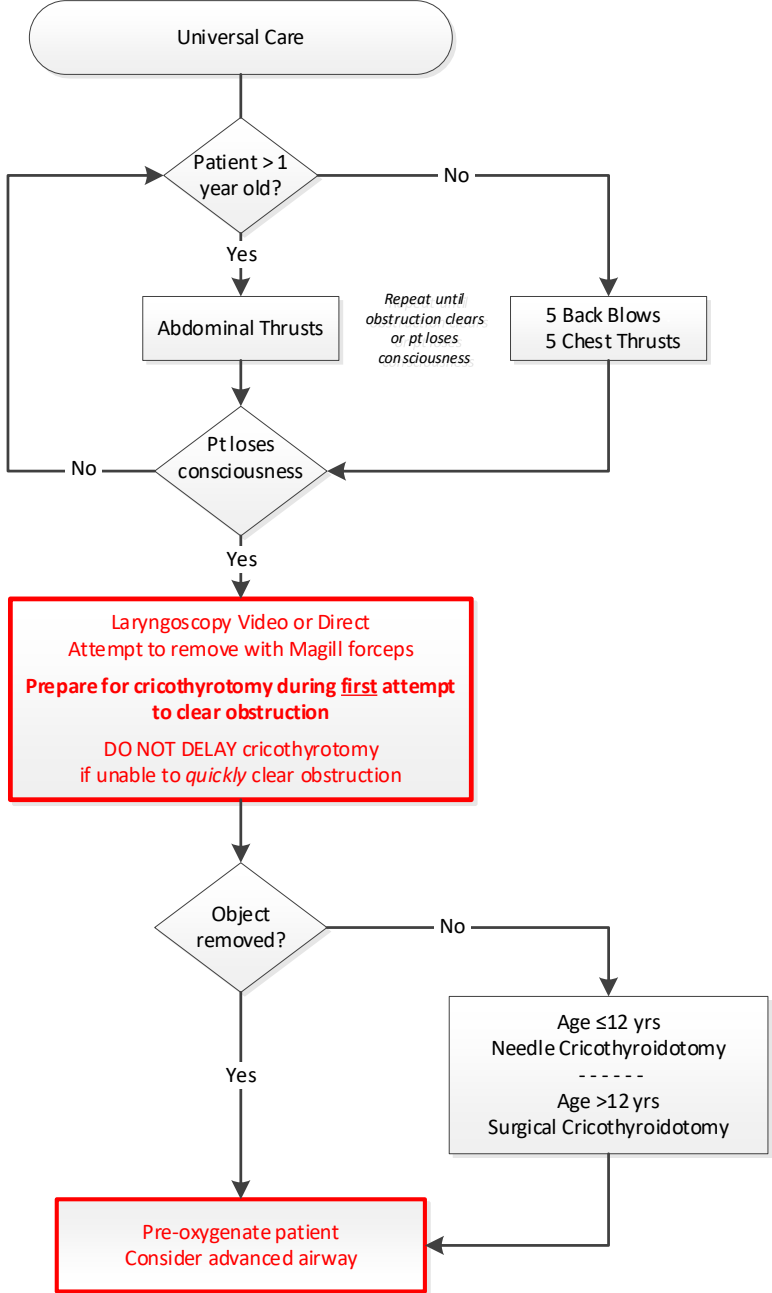 Universal Care
Patient > 1
year old?
No
Yes
Abdominal Thrusts
Repeat until
obstruction clears
or pt loses
consciousness
5 Back Blows
5 Chest Thrusts
Pt loses
consciousness
No
Yes
Laryngoscopy Video or Direct
Attempt to remove with Magill forceps
Prepare for cricothyrotomy during first attempt
to clear obstruction
DO NOT DELAY cricothyrotomy
if unable to quickly clear obstruction
Object
removed?
No
Yes
Age ≤12 yrs
Needle Cricothyroidotomy
- - - - - -
Age >12 yrs
Surgical Cricothyroidotomy
Pre-oxygenate patient
Consider advanced airway